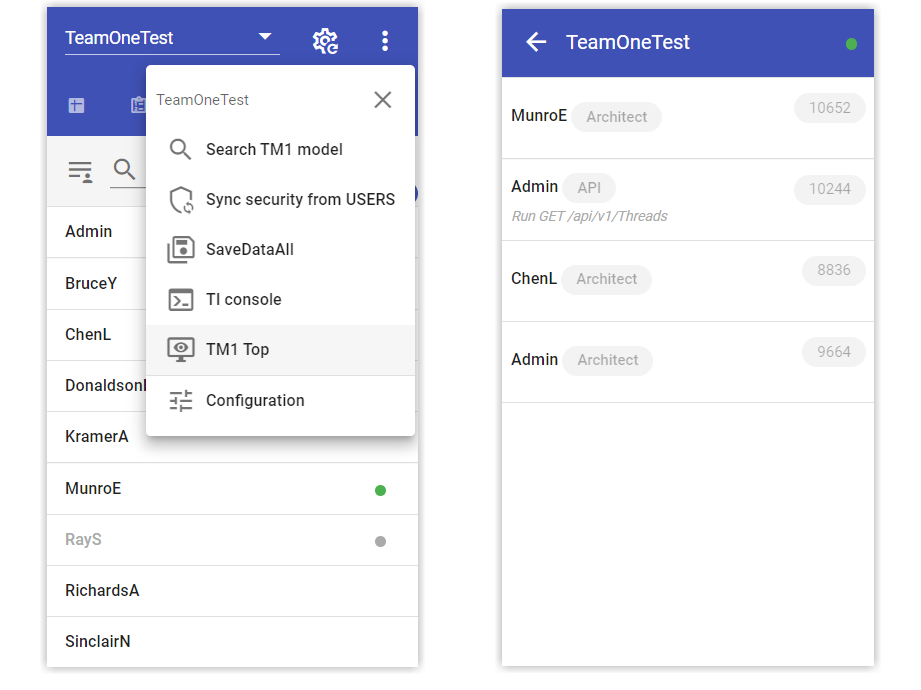 TeamOneTest
TeamOneTest
Search TM1 model
Sync security from USERS
SaveDataAll
TI console
TM1 Top
Configuration
Admin
BruceY
ChenL
Donaldson
KramerA
MunroE
RayS
RichardsA
SinclairN
TeamOneTest
MunroE Architect 10652
Admin API 10244
Run GET /api/v1/Threads
ChenL Architect 8836
Admin Architect 9664